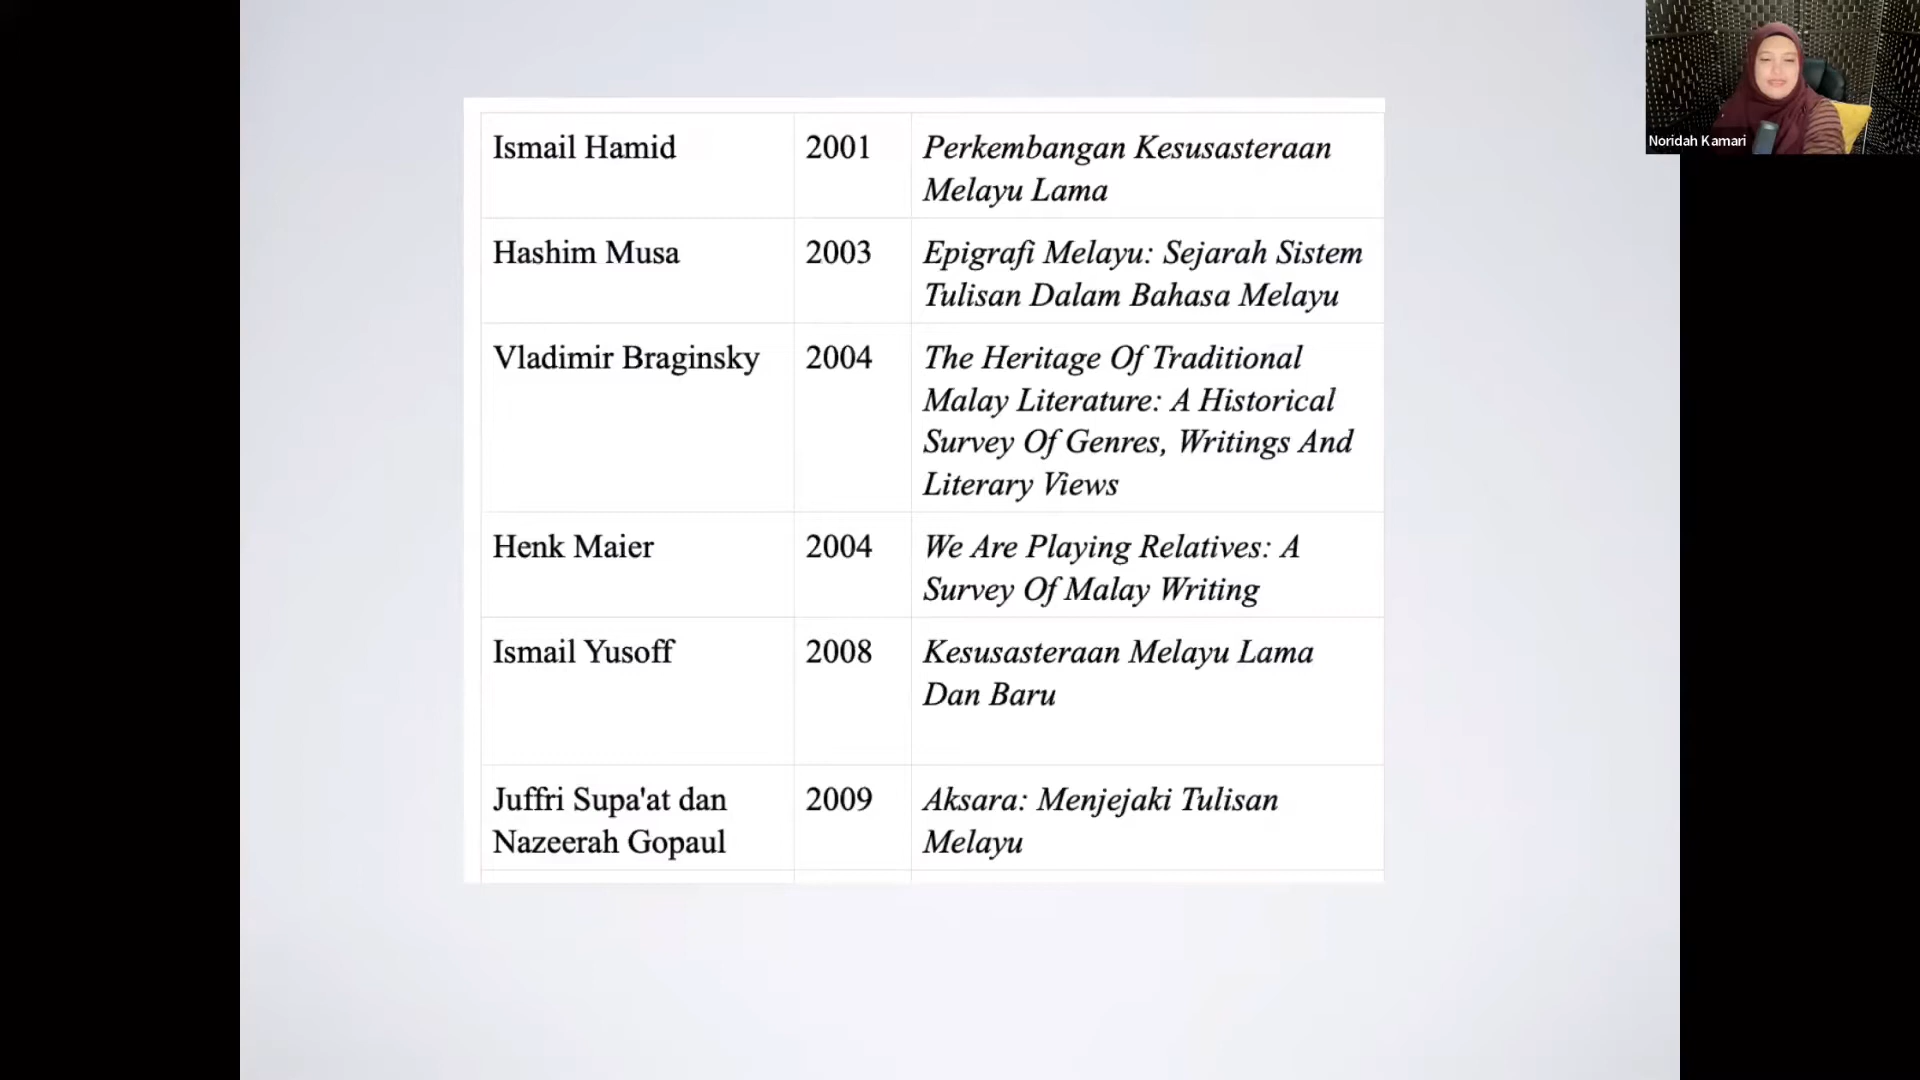 Ismail Hamid 2001 Perkembangan Kesusasteraan
Melayu Lama
Hashim Musa 2003 Epigrafi Melayu: Sejarah Sistem
Tulisan Dalam Bahasa Melayu
Vladimir Braginsky 2004 The Heritage Of Traditional
Malay Literature: A Historical
Survey Of Genres, Writings And
Literary Views
Henk Maier 2004 We Are Playing Relatives: A
Survey Of Malay Writing
Ismail Yusoff 2008 Kesusasteraan Melayu Lama
Dan Baru
Juffri Supa'at dan 2009 Aksara: Menjejaki Tulisan
Nazeerah Gopaul Melayu
Noridah Kamari